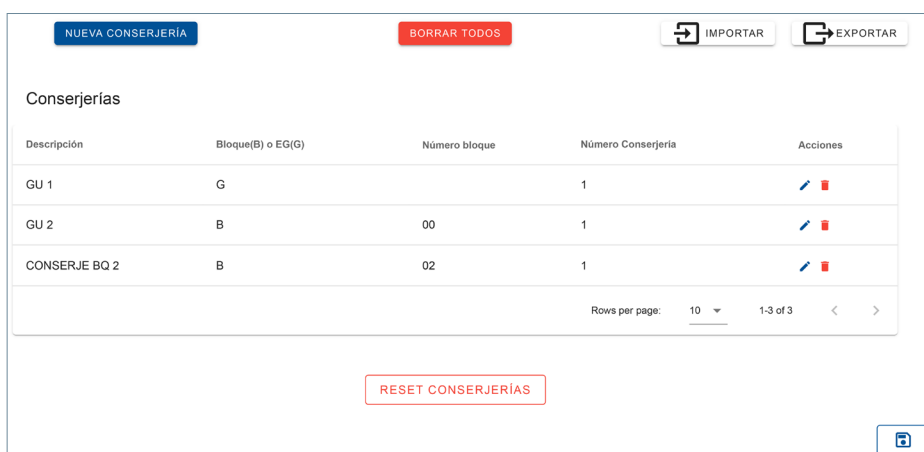 NUEVA CONSERJERÍA BORRAR TODOS IMPORTAR EXPORTAR
Conserjerías
Descripción Bloque(B) o EG(G) Número bloque Número Conserjeria Acciones
GU 1 G 1
GU 2 B 00 1
CONSERJE BQ 2 B 02 1
Rows per page: 10 1-3 of 3
RESET CONSERJERÍAS